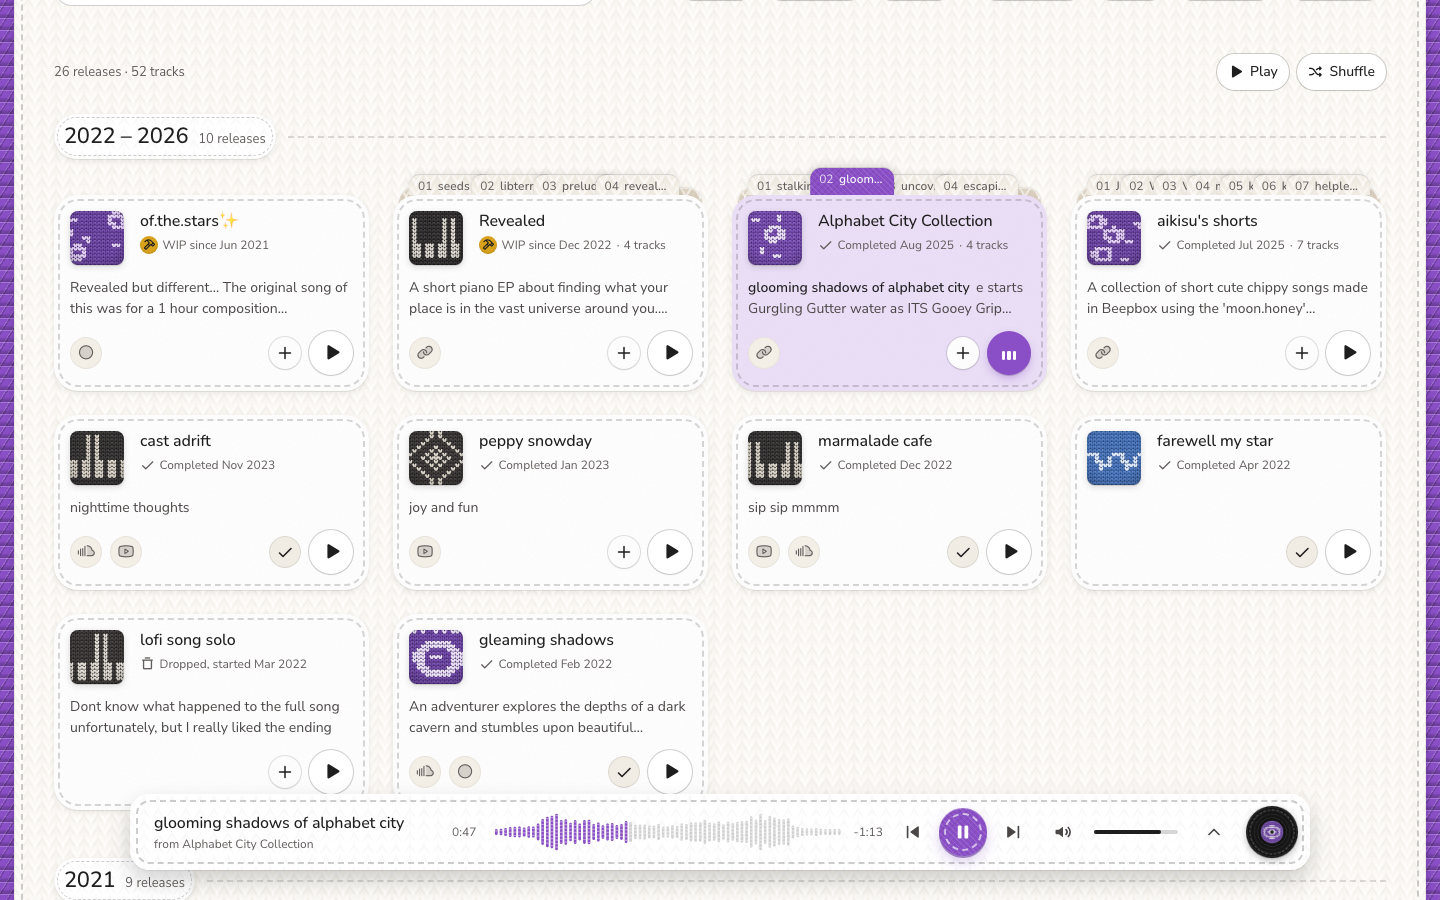 26 releases · 52 tracks
Play
Shuffle
2022 – 2026 10 releases
01 seeds 02 libterr 03 preluc 04 reveal...
01 stalkin 02 gloom... uncov. 04 escapi...
01 02 03 04 05 06 07 helple...
of.the.stars✨
WIP since Jun 2021
Revealed but different... The original song of
this was for a 1 hour composition...
Revealed
WIP since Dec 2022 · 4 tracks
A short piano EP about finding what your
place is in the vast universe around you....
Alphabet City Collection
Completed Aug 2025 · 4 tracks
glooming shadows of alphabet city e starts
Gurgling Gutter water as ITS Gooey Grip...
aikisu's shorts
Completed Jul 2025 · 7 tracks
A collection of short cute chippy songs made
in Beepbox using the 'moon.honey'...
cast adrift
Completed Nov 2023
nighttime thoughts
peppy snowday
Completed Jan 2023
joy and fun
marmalade cafe
Completed Dec 2022
sip sip mmmm
farewell my star
Completed Apr 2022
lofi song solo
Dropped, started Mar 2022
Dont know what happened to the full song
unfortunately, but I really liked the ending
gleaming shadows
Completed Feb 2022
An adventurer explores the depths of a dark
cavern and stumbles upon beautiful...
glooming shadows of alphabet city
from Alphabet City Collection
0:47
-1:13
2021 9 releases